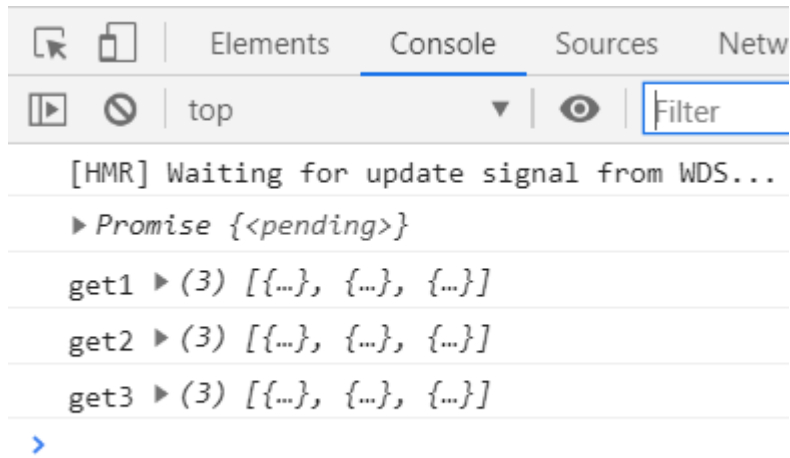 Elements Console Sources Netw
top Filter
[HMR] Waiting for update signal from WDS...
Promise {<pending>}
get1 (3) [{…}, {…}, {…}]
get2 (3) [{…}, {…}, {…}]
get3 (3) [{…}, {…}, {…}]